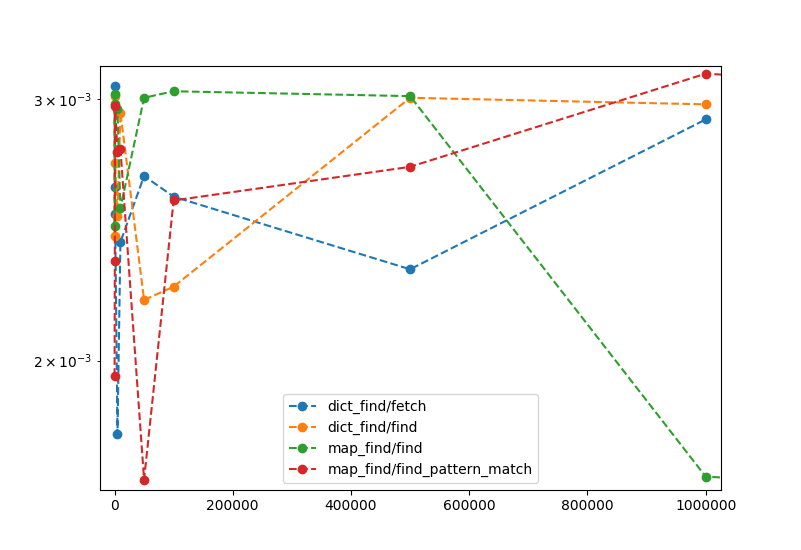 3 × 10⁻³
2 × 10⁻³
dict_find/fetch
dict_find/find
map_find/find
map_find/find_pattern_match
0 200000 400000 600000 800000 1000000